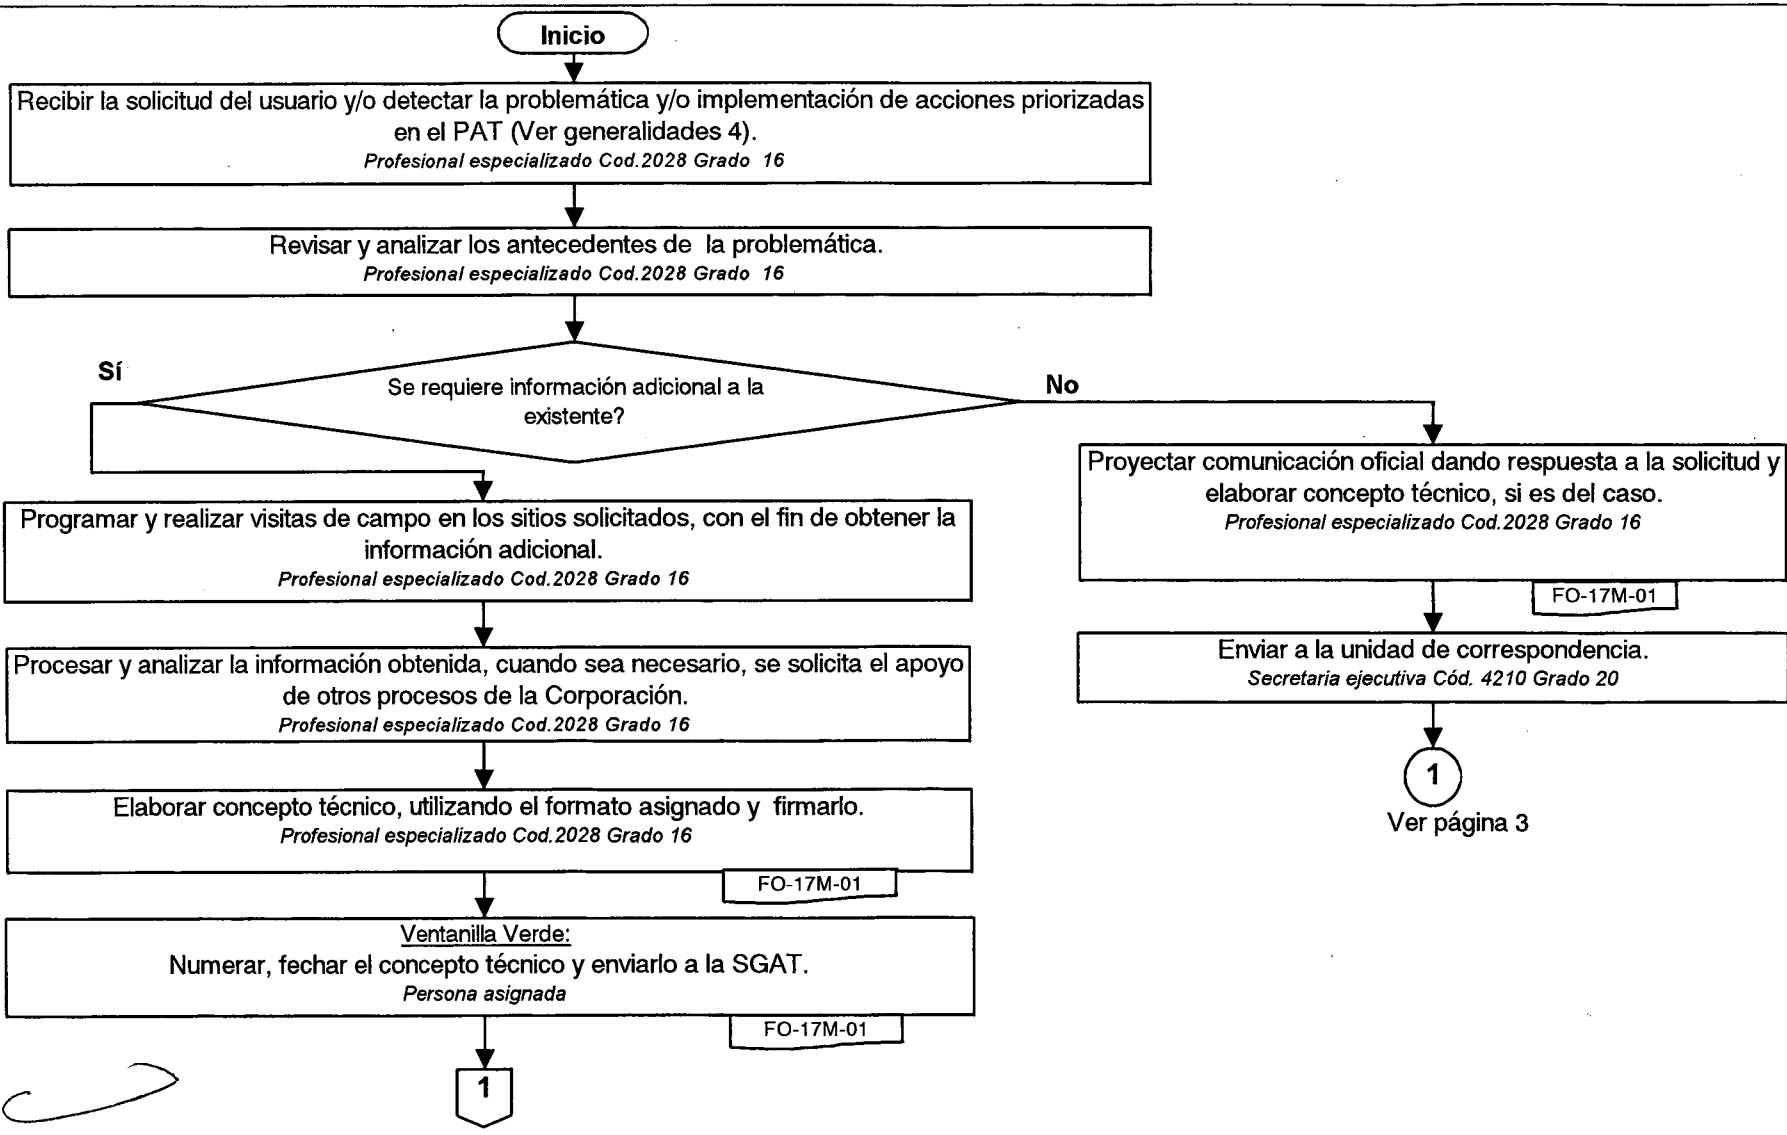 Inicio
Recibir la solicitud del usuario y/o detectar la problemática y/o implementación de acciones priorizadas
en el PAT (Ver generalidades 4).
Profesional especializado Cod.2028 Grado 16
Revisar y analizar los antecedentes de la problemática.
Profesional especializado Cod.2028 Grado 16
Sí
Se requiere información adicional a la
existente?
No
Programar y realizar visitas de campo en los sitios solicitados, con el fin de obtener la
información adicional.
Profesional especializado Cod.2028 Grado 16
Procesar y analizar la información obtenida, cuando sea necesario, se solicita el apoyo
de otros procesos de la Corporación.
Profesional especializado Cod.2028 Grado 16
Elaborar concepto técnico, utilizando el formato asignado y firmarlo.
Profesional especializado Cod.2028 Grado 16
FO-17M-01
Ventanilla Verde:
Numerar, fechar el concepto técnico y enviarlo a la SGAT.
Persona asignada
FO-17M-01
1
Proyectar comunicación oficial dando respuesta a la solicitud y
elaborar concepto técnico, si es del caso.
Profesional especializado Cod.2028 Grado 16
FO-17M-01
Enviar a la unidad de correspondencia.
Secretaria ejecutiva Cód. 4210 Grado 20
1
Ver página 3